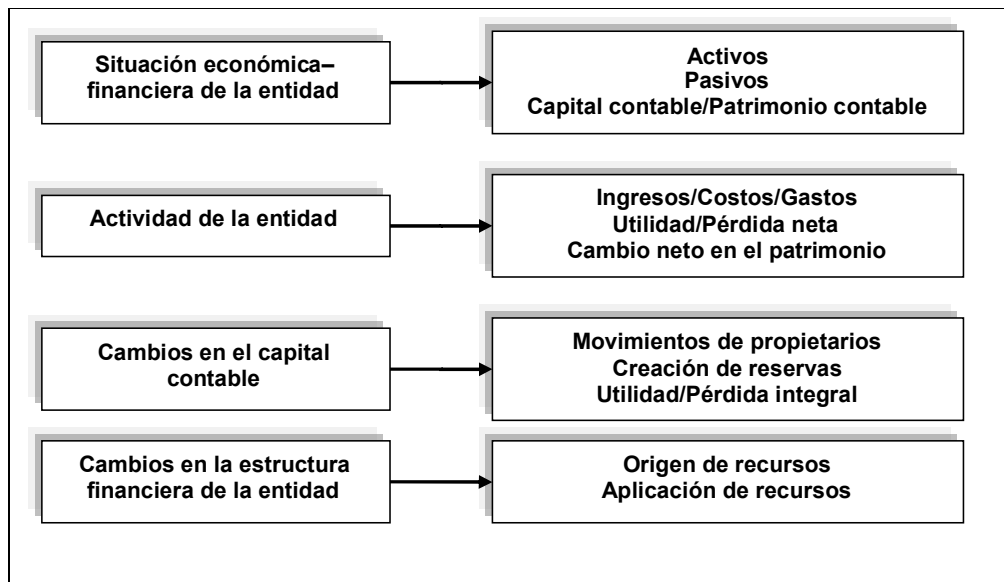 Situación económica–
financiera de la entidad
Activos
Pasivos
Capital contable/Patrimonio contable
Actividad de la entidad
Ingresos/Costos/Gastos
Utilidad/Pérdida neta
Cambio neto en el patrimonio
Cambios en el capital
contable
Movimientos de propietarios
Creación de reservas
Utilidad/Pérdida integral
Cambios en la estructura
financiera de la entidad
Origen de recursos
Aplicación de recursos